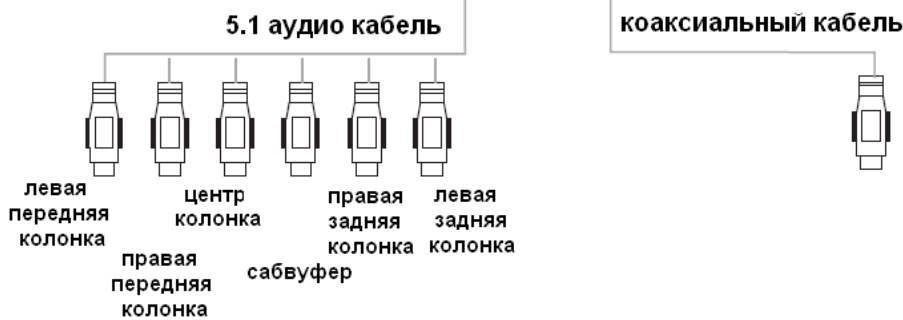 5.1 аудио кабель
коаксиальный кабель
левая
передняя
колонка
правая
передняя
колонка
центр
колонка
сабвуфер
правая
задняя
колонка
левая
задняя
колонка